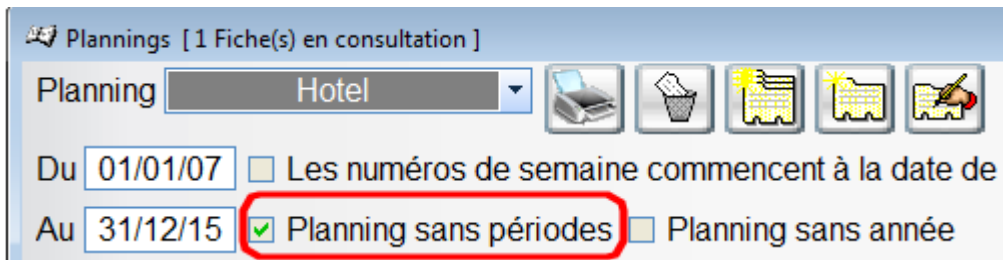 Plannings [ 1 Fiche(s) en consultation ]
Planning Hotel
Du 01/01/07 Les numéros de semaine commencent à la date de
Au 31/12/15 Planning sans périodes Planning sans année